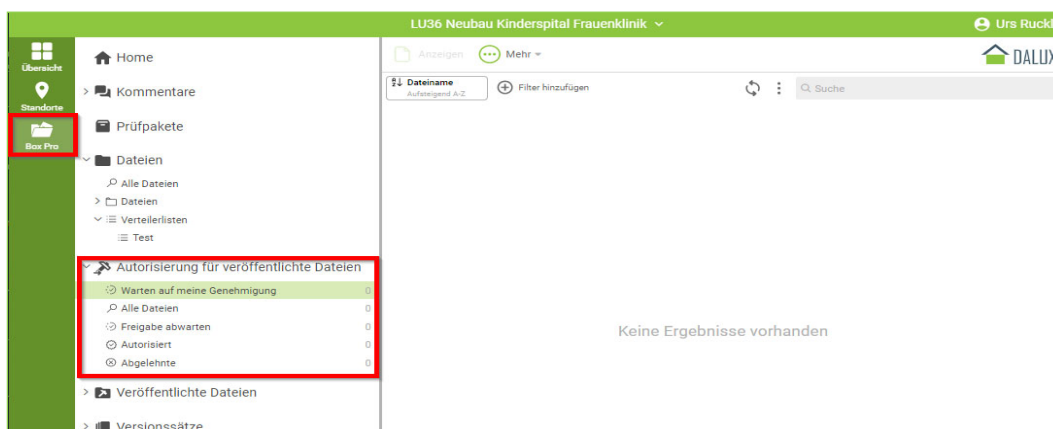 LU36 Neubau Kinderspital Frauenklinik
Urs Ruckl
Übersicht
Standorte
Box Pro
Home
Kommentare
Prüfpakete
Dateien
Alle Dateien
Dateien
Verteilerlisten
Test
Autorisierung für veröffentlichte Dateien
Warten auf meine Genehmigung 0
Alle Dateien 0
Freigabe abwarten 0
Autorisiert 0
Abgelehnte 0
Veröffentlichte Dateien
Versionssätze
Anzeigen
Mehr
DALUX
Dateiname
Aufsteigend A-Z
Filter hinzufügen
Suche
Keine Ergebnisse vorhanden